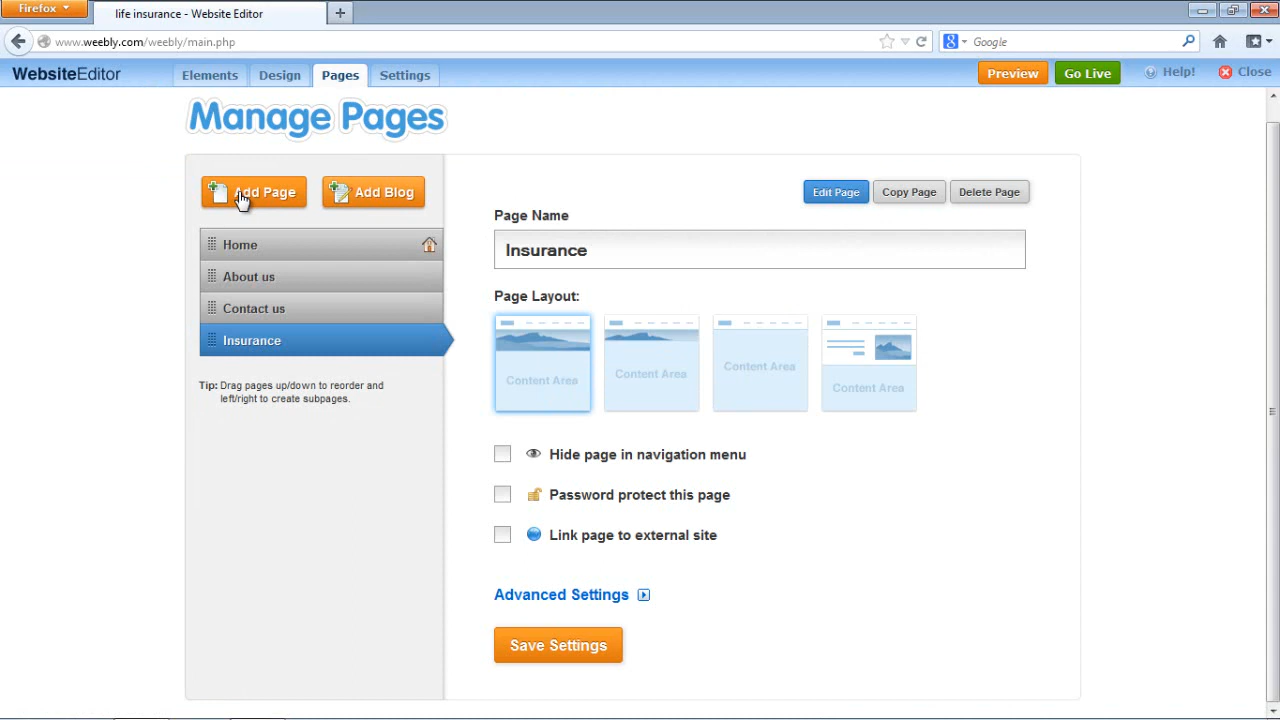 Firefox
life insurance - Website Editor
www.weebly.com/weebly/main.php
Google
WebsiteEditor
Elements
Design
Pages
Settings
Preview
Go Live
Help!
Close
Manage Pages
Add Page
Add Blog
Edit Page
Copy Page
Delete Page
Home
About us
Contact us
Insurance
Tip: Drag pages up/down to reorder and
left/right to create subpages.
Page Name
Insurance
Page Layout:
Content Area
Content Area
Content Area
Content Area
Hide page in navigation menu
Password protect this page
Link page to external site
Advanced Settings
Save Settings